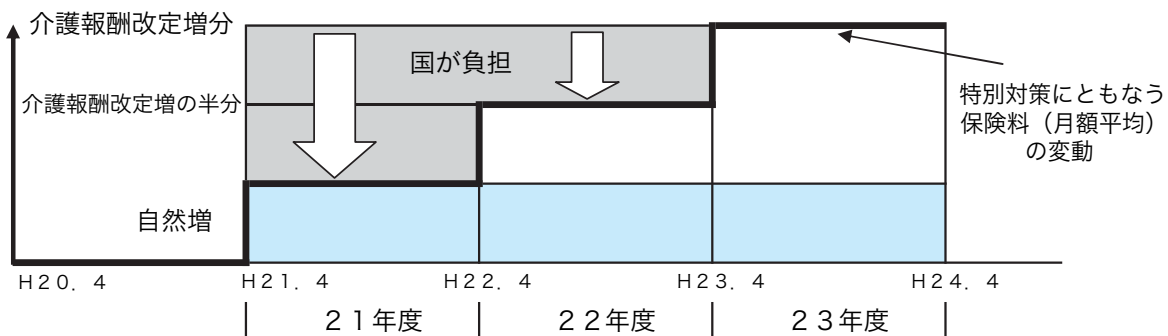 介護報酬改定増分
国が負担
介護報酬改定増の半分
特別対策にともなう
保険料（月額平均）
の変動
自然増
Ｈ２０．４
Ｈ２１．４
Ｈ２２．４
Ｈ２３．４
Ｈ２４．４
２１年度
２２年度
２３年度